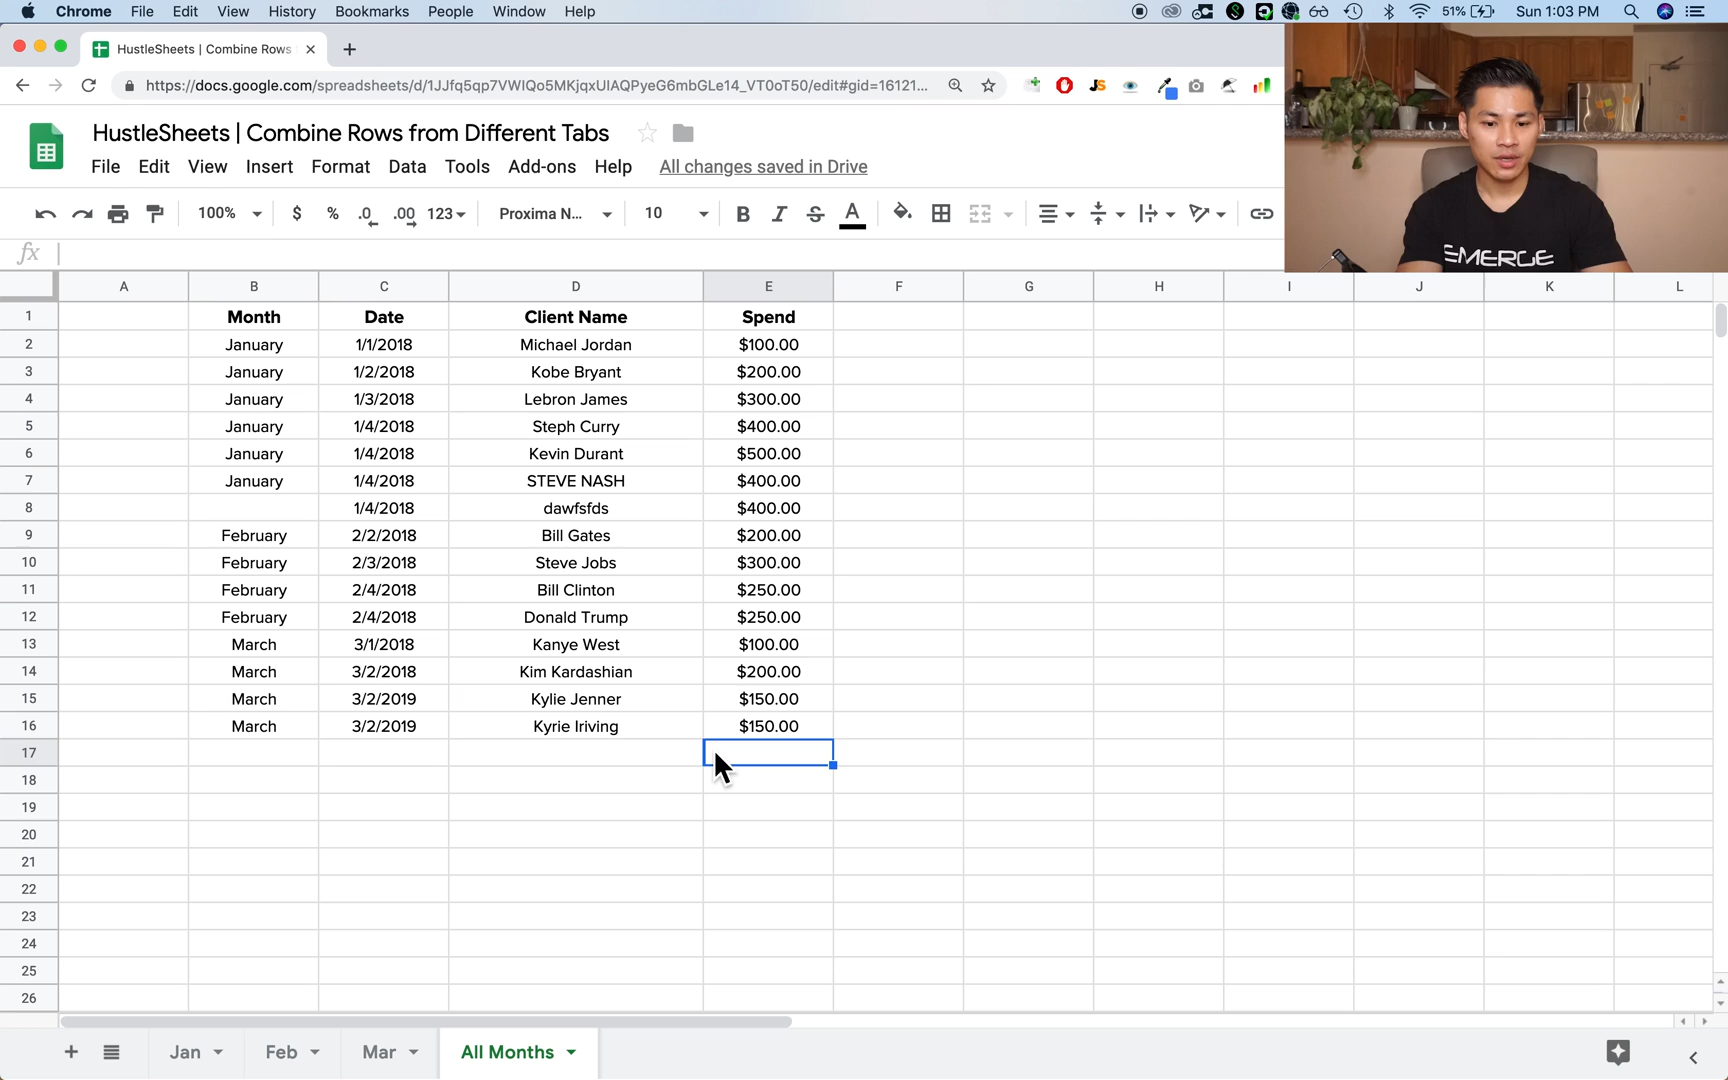 Chrome File Edit View History Bookmarks People Window Help 51% Sun 1:03 PM
HustleSheets | Combine Rows
https://docs.google.com/spreadsheets/d/1JJfq5qp7VWIQo5MKjqxUIAQPyeG6mbGLe14_VT0oT50/edit#gid=16121...
HustleSheets | Combine Rows from Different Tabs
File Edit View Insert Format Data Tools Add-ons Help All changes saved in Drive
100% $ % .0 .00 123 Proxima N... 10 B I S A
EMERGE
fx
A B C D E F G H I J K L
1 Month Date Client Name Spend
2 January 1/1/2018 Michael Jordan $100.00
3 January 1/2/2018 Kobe Bryant $200.00
4 January 1/3/2018 Lebron James $300.00
5 January 1/4/2018 Steph Curry $400.00
6 January 1/4/2018 Kevin Durant $500.00
7 January 1/4/2018 STEVE NASH $400.00
8 1/4/2018 dawfsfds $400.00
9 February 2/2/2018 Bill Gates $200.00
10 February 2/3/2018 Steve Jobs $300.00
11 February 2/4/2018 Bill Clinton $250.00
12 February 2/4/2018 Donald Trump $250.00
13 March 3/1/2018 Kanye West $100.00
14 March 3/2/2018 Kim Kardashian $200.00
15 March 3/2/2019 Kylie Jenner $150.00
16 March 3/2/2019 Kyrie Iriving $150.00
17
18
19
20
21
22
23
24
25
26
Jan Feb Mar All Months